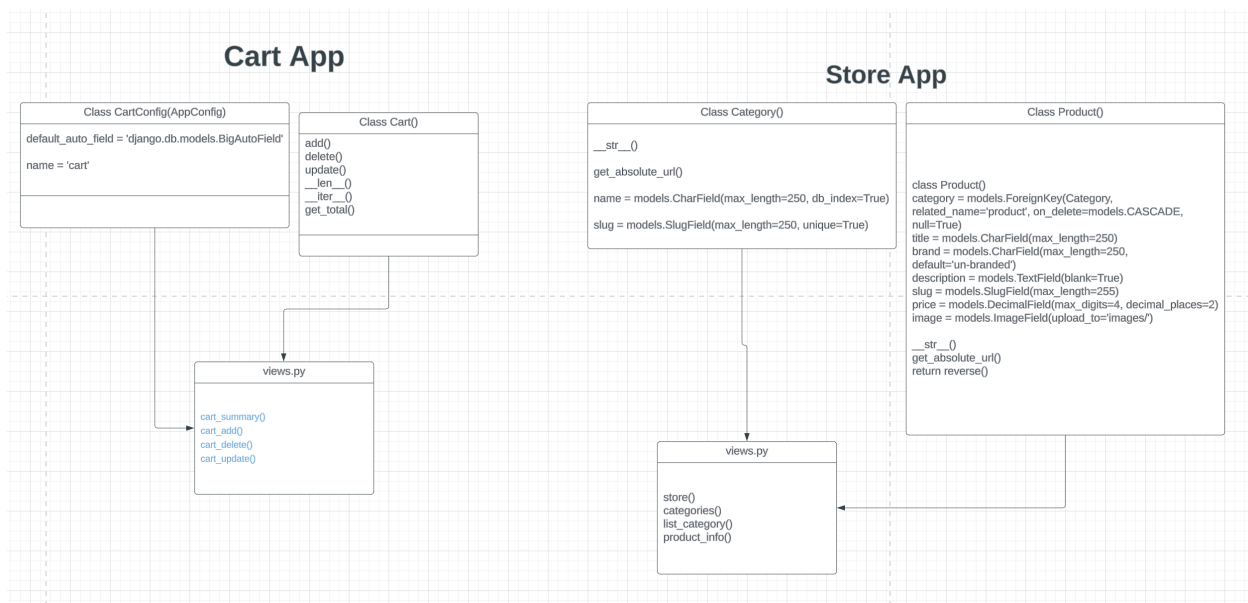 Cart App
Class CartConfig(AppConfig)
default_auto_field = 'django.db.models.BigAutoField'
name = 'cart'
Class Cart()
add()
delete()
update()
__len__()
__iter__()
get_total()
views.py
cart_summary()
cart_add()
cart_delete()
cart_update()
Store App
Class Category()
__str__()
get_absolute_url()
name = models.CharField(max_length=250, db_index=True)
slug = models.SlugField(max_length=250, unique=True)
Class Product()
class Product()
category = models.ForeignKey(Category,
related_name='product', on_delete=models.CASCADE,
null=True)
title = models.CharField(max_length=250)
brand = models.CharField(max_length=250,
default='un-branded')
description = models.TextField(blank=True)
slug = models.SlugField(max_length=255)
price = models.DecimalField(max_digits=4, decimal_places=2)
image = models.ImageField(upload_to='images/')
__str__()
get_absolute_url()
return reverse()
views.py
store()
categories()
list_category()
product_info()